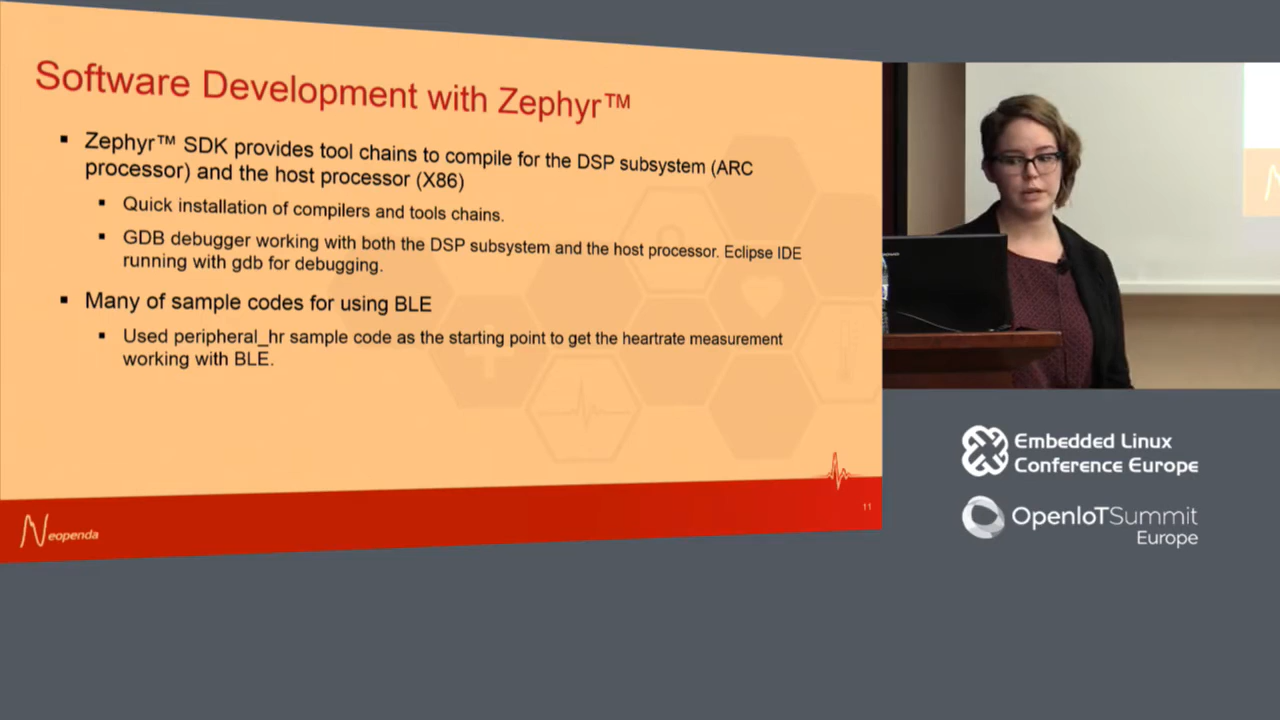 Software Development with Zephyr™
▪ Zephyr™ SDK provides tool chains to compile for the DSP subsystem (ARC
processor) and the host processor (X86)
▪ Quick installation of compilers and tools chains.
▪ GDB debugger working with both the DSP subsystem and the host processor. Eclipse IDE
running with gdb for debugging.
▪ Many of sample codes for using BLE
▪ Used peripheral_hr sample code as the starting point to get the heartrate measurement
working with BLE.
11
Neopenda
Embedded Linux
Conference Europe
OpenIoTSummit
Europe